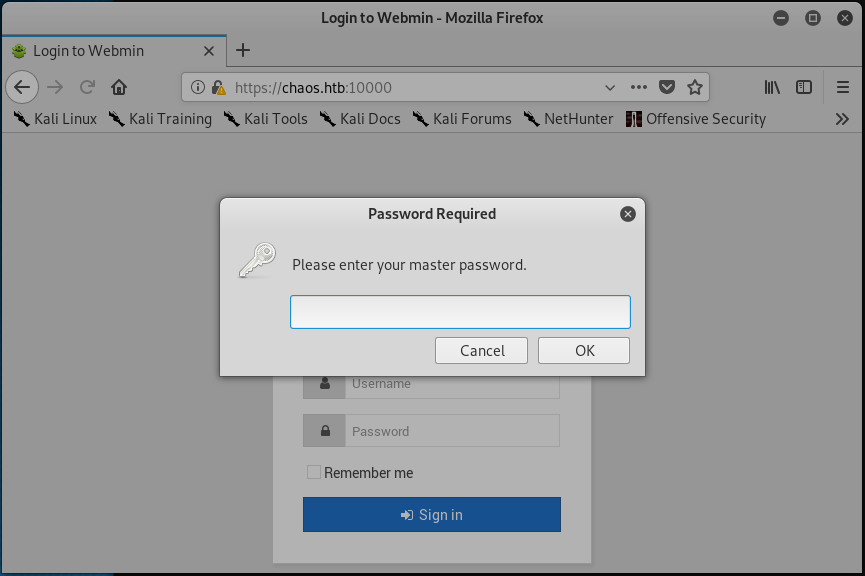 Login to Webmin - Mozilla Firefox
Login to Webmin
https://chaos.htb:10000
Kali Linux Kali Training Kali Tools Kali Docs Kali Forums NetHunter Offensive Security
Password Required
Please enter your master password.
Cancel OK
Username
Password
Remember me
Sign in